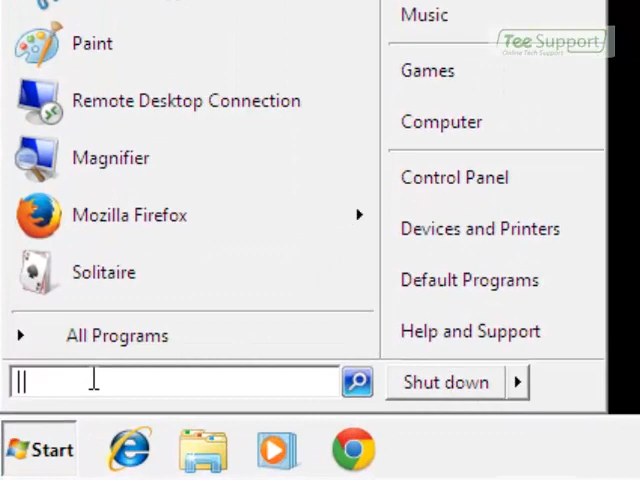 Music
Tee Support
Online Tech Support
Paint
Games
Remote Desktop Connection
Computer
Magnifier
Control Panel
Mozilla Firefox
Devices and Printers
Solitaire
Default Programs
All Programs
Help and Support
Shut down
Start